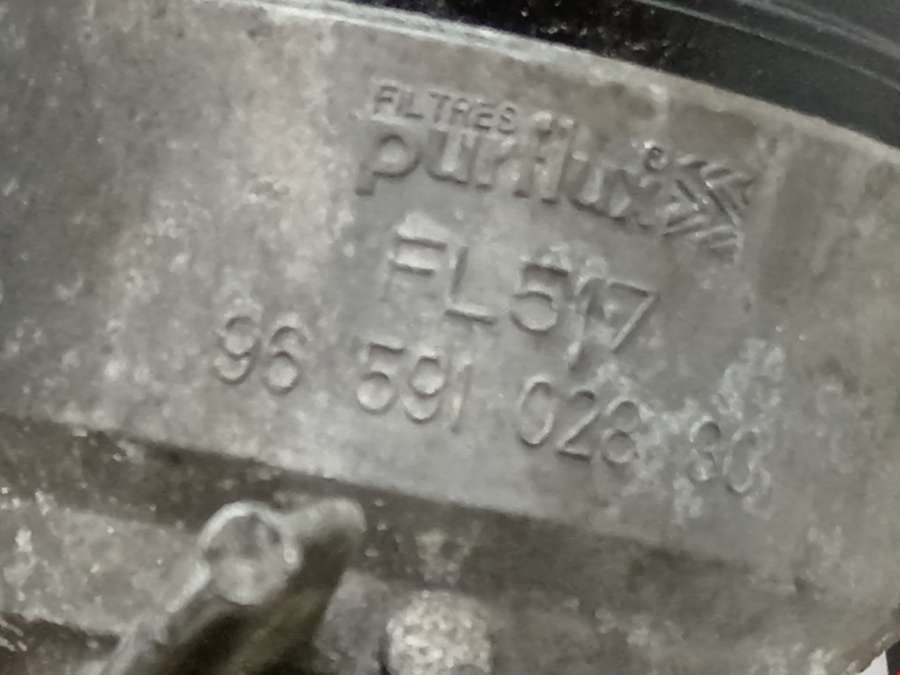 FILTRES
purflux®
FL517
96 591 028 80